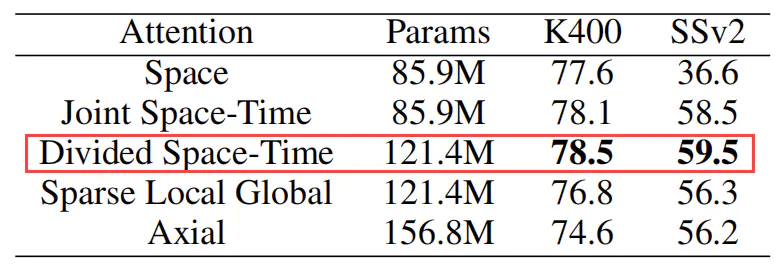 Attention Params K400 SSv2
Space 85.9M 77.6 36.6
Joint Space-Time 85.9M 78.1 58.5
Divided Space-Time 121.4M 78.5 59.5
Sparse Local Global 121.4M 76.8 56.3
Axial 156.8M 74.6 56.2